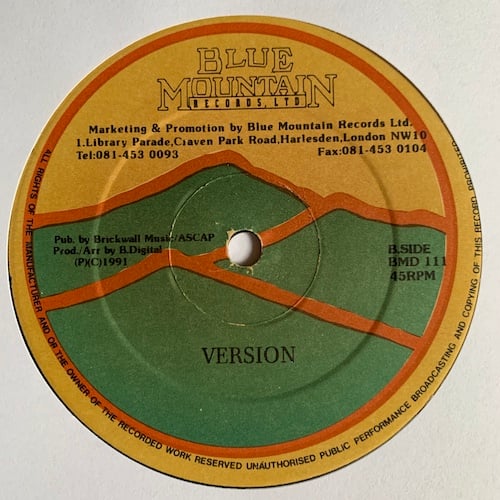 BLUE
MOUNTAIN
RECORDS, LTD
Marketing & Promotion by Blue Mountain Records Ltd.
1.Library Parade,Craven Park Road,Harlesden,London NW10
Tel:081-453 0093 Fax:081-453 0104
Pub. by Brickwall Music/ASCAP
Prod./Art by B.Digital
(P)(C)1991
B.SIDE
BMD 111
45RPM
VERSION
ALL RIGHTS OF THE MANUFACTURER AND OR THE OWNER OF THE RECORDED WORK RESERVED UNAUTHORISED PUBLIC PERFORMANCE BROADCASTING AND COPYING OF THIS RECORD PROHIBITED